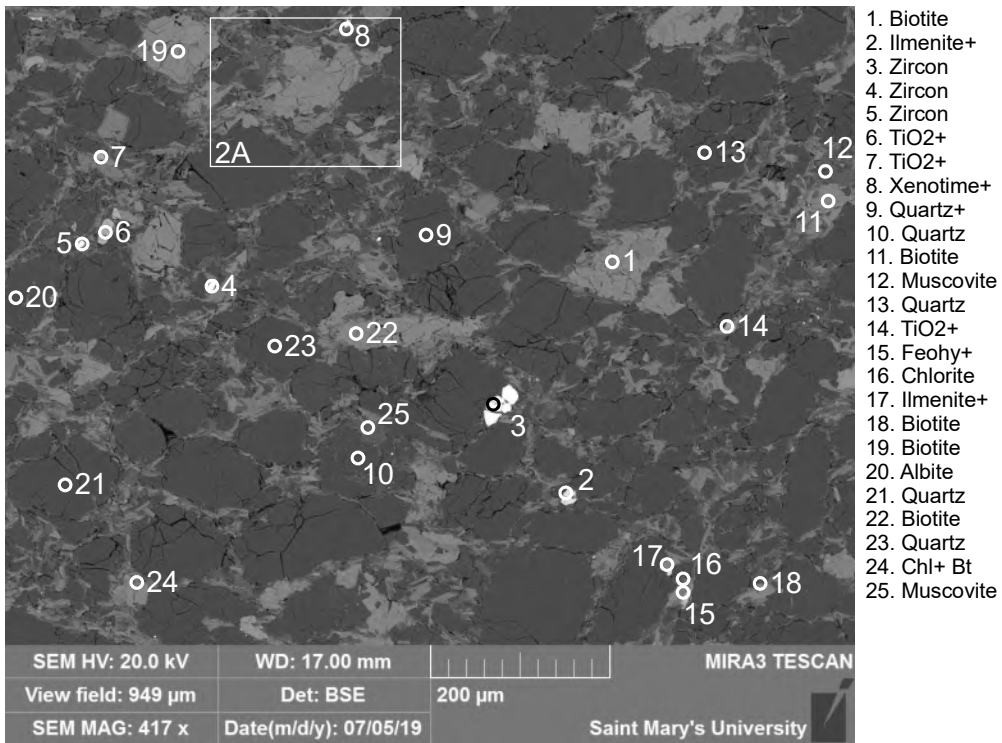 19
8
2A
7
13
12
11
5
6
9
1
4
20
22
14
23
3
25
10
21
2
24
17
16
15
18
1. Biotite
2. Ilmenite+
3. Zircon
4. Zircon
5. Zircon
6. TiO2+
7. TiO2+
8. Xenotime+
9. Quartz+
10. Quartz
11. Biotite
12. Muscovite
13. Quartz
14. TiO2+
15. Feohy+
16. Chlorite
17. Ilmenite+
18. Biotite
19. Biotite
20. Albite
21. Quartz
22. Biotite
23. Quartz
24. Chl+ Bt
25. Muscovite
SEM HV: 20.0 kV WD: 17.00 mm MIRA3 TESCAN
View field: 949 µm Det: BSE 200 µm
SEM MAG: 417 x Date(m/d/y): 07/05/19 Saint Mary's University